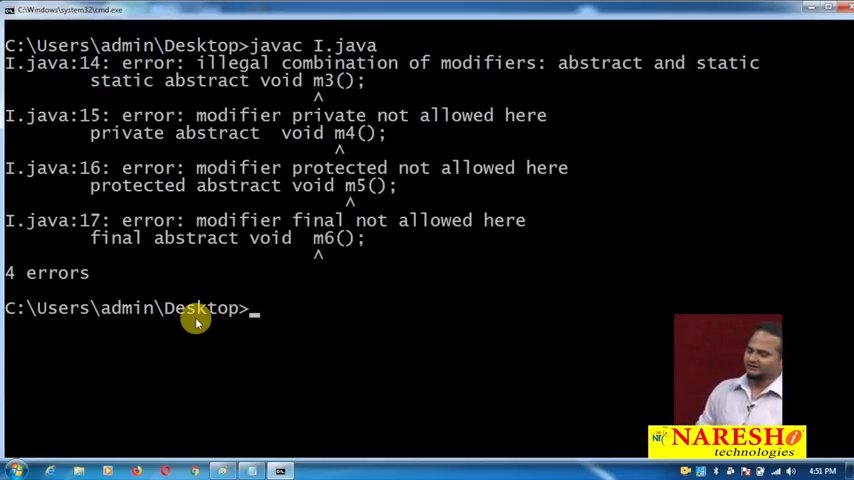 C:\Windows\system32\cmd.exe
C:\Users\admin\Desktop>javac I.java
I.java:14: error: illegal combination of modifiers: abstract and static
static abstract void m3();
^
I.java:15: error: modifier private not allowed here
private abstract  void m4();
^
I.java:16: error: modifier protected not allowed here
protected abstract void m5();
^
I.java:17: error: modifier final not allowed here
final abstract void  m6();
^
4 errors
C:\Users\admin\Desktop>_
NARESH i
technologies
4:51 PM